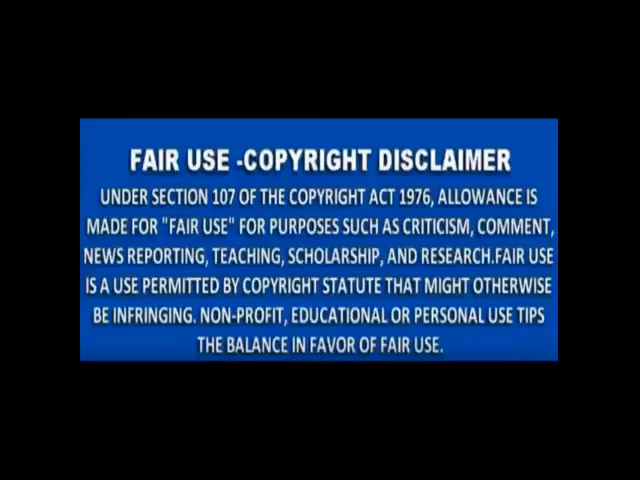 FAIR USE -COPYRIGHT DISCLAIMER
UNDER SECTION 107 OF THE COPYRIGHT ACT 1976, ALLOWANCE IS
MADE FOR "FAIR USE" FOR PURPOSES SUCH AS CRITICISM, COMMENT,
NEWS REPORTING, TEACHING, SCHOLARSHIP, AND RESEARCH.FAIR USE
IS A USE PERMITTED BY COPYRIGHT STATUTE THAT MIGHT OTHERWISE
BE INFRINGING. NON-PROFIT, EDUCATIONAL OR PERSONAL USE TIPS
THE BALANCE IN FAVOR OF FAIR USE.